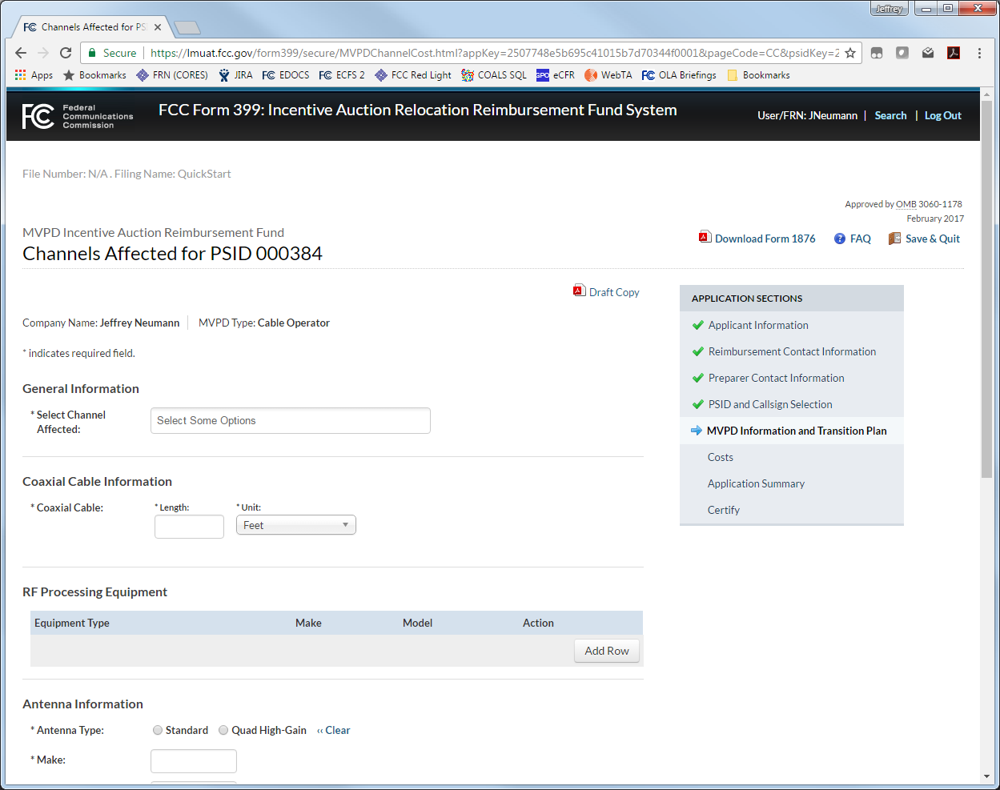 Jeffrey
Channels Affected for PS
Secure https://lmuat.fcc.gov/form399/secure/MVPDChannelCost.html?appKey=2507748e5b695c41015b7d70344f0001&pageCode=CC&psidKey=2
Apps Bookmarks FRN (CORES) JIRA EDOCS ECFS 2 FCC Red Light COALS SQL GPO eCFR WebTA OLA Briefings Bookmarks
FCC Federal
Communications
Commission
FCC Form 399: Incentive Auction Relocation Reimbursement Fund System
User/FRN: JNeumann | Search | Log Out
File Number: N/A . Filing Name: QuickStart
Approved by OMB 3060-1178
February 2017
MVPD Incentive Auction Reimbursement Fund
Channels Affected for PSID 000384
Download Form 1876 FAQ Save & Quit
Draft Copy
Company Name: Jeffrey Neumann MVPD Type: Cable Operator
* indicates required field.
General Information
* Select Channel
Affected:
Select Some Options
Coaxial Cable Information
* Coaxial Cable: * Length: * Unit:
Feet
RF Processing Equipment
Equipment Type Make Model Action
Add Row
Antenna Information
* Antenna Type: Standard Quad High-Gain ‹‹ Clear
* Make:
APPLICATION SECTIONS
Applicant Information
Reimbursement Contact Information
Preparer Contact Information
PSID and Callsign Selection
MVPD Information and Transition Plan
Costs
Application Summary
Certify